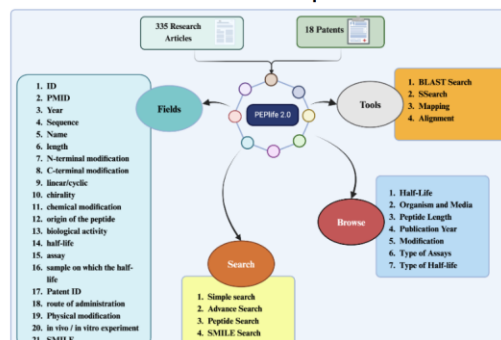 335 Research
Articles
18 Patents
1. ID
2. PMID
3. Year
4. Sequence
5. Name
6. length
7. N-terminal modification
8. C-terminal modification
9. linear/cyclic
10. chirality
11. chemical modification
12. origin of the peptide
13. biological activity
14. half-life
15. assay
16. sample on which the half-
life
17. Patent ID
18. route of administration
19. Physical modification
20. in vivo / in vitro experiment
21. SMILE
Fields
PEPlife 2.0
Tools
1. BLAST Search
2. SSearch
3. Mapping
4. Alignment
Browse
1. Half-Life
2. Organism and Media
3. Peptide Length
4. Publication Year
5. Modification
6. Type of Assays
7. Type of Half-life
Search
1. Simple search
2. Advance Search
3. Peptide Search
4. SMILE Search